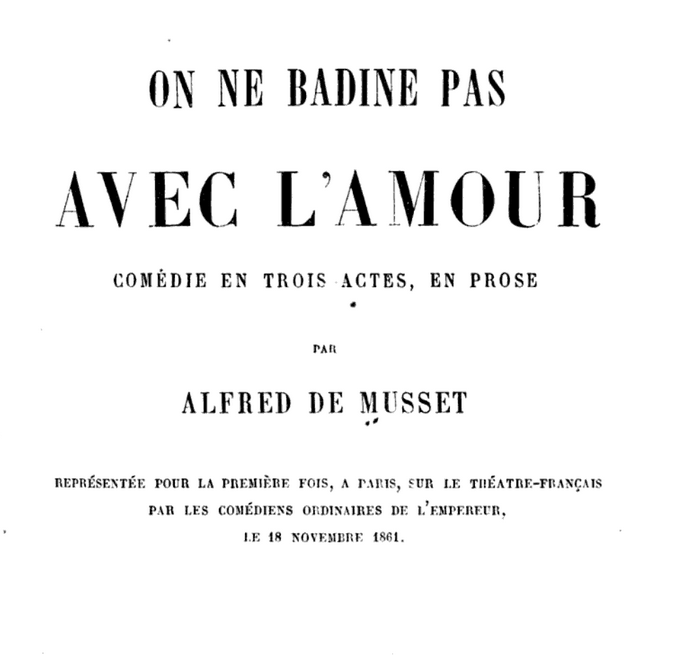 ON NE BADINE PAS
AVEC L'AMOUR
COMÉDIE EN TROIS ACTES, EN PROSE
PAR
ALFRED DE MUSSET
REPRÉSENTÉE POUR LA PREMIÈRE FOIS, A PARIS, SUR LE THÉATRE-FRANÇAIS
PAR LES COMÉDIENS ORDINAIRES DE L'EMPEREUR,
LE 18 NOVEMBRE 1861.